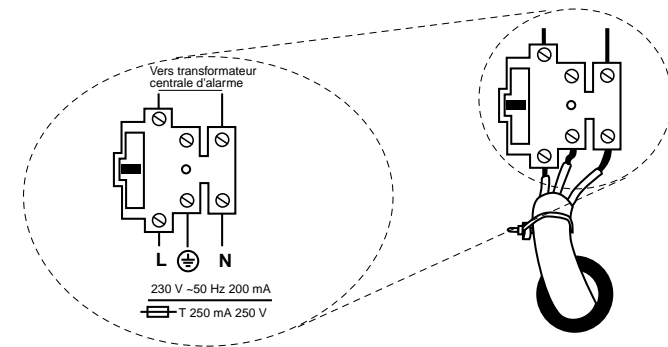 Vers transformateur
centrale d'alarme
L N
230 V ~50 Hz 200 mA
T 250 mA 250 V